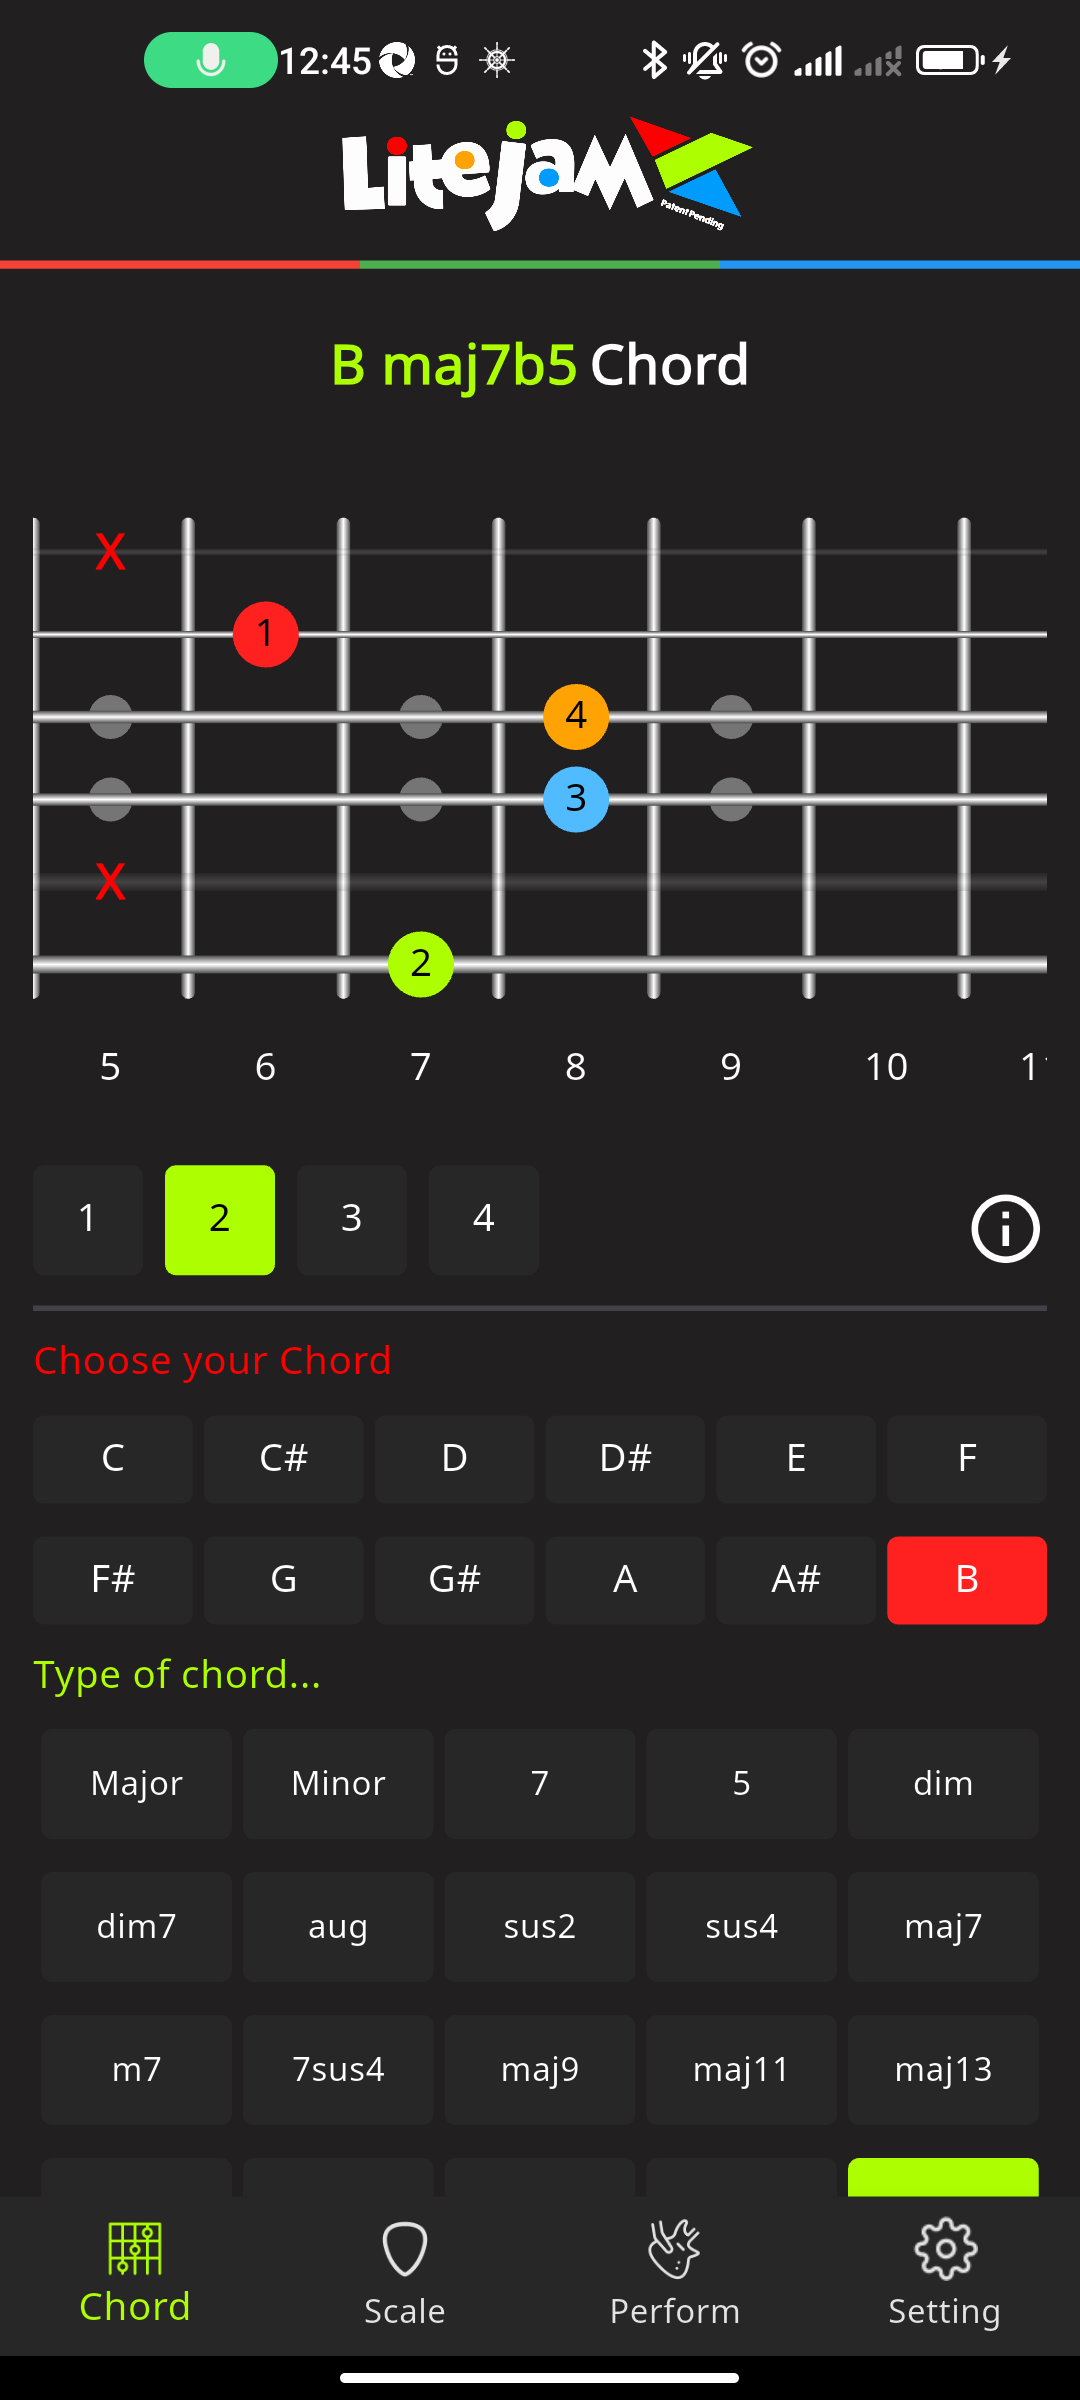 12:45
Litejam
Patent Pending
B maj7b5 Chord
X
1
4
3
X
2
5 6 7 8 9 10
1 2 3 4
Choose your Chord
C C# D D# E F
F# G G# A A# B
Type of chord...
Major Minor 7 5 dim
dim7 aug sus2 sus4 maj7
m7 7sus4 maj9 maj11 maj13
Chord Scale Perform Setting